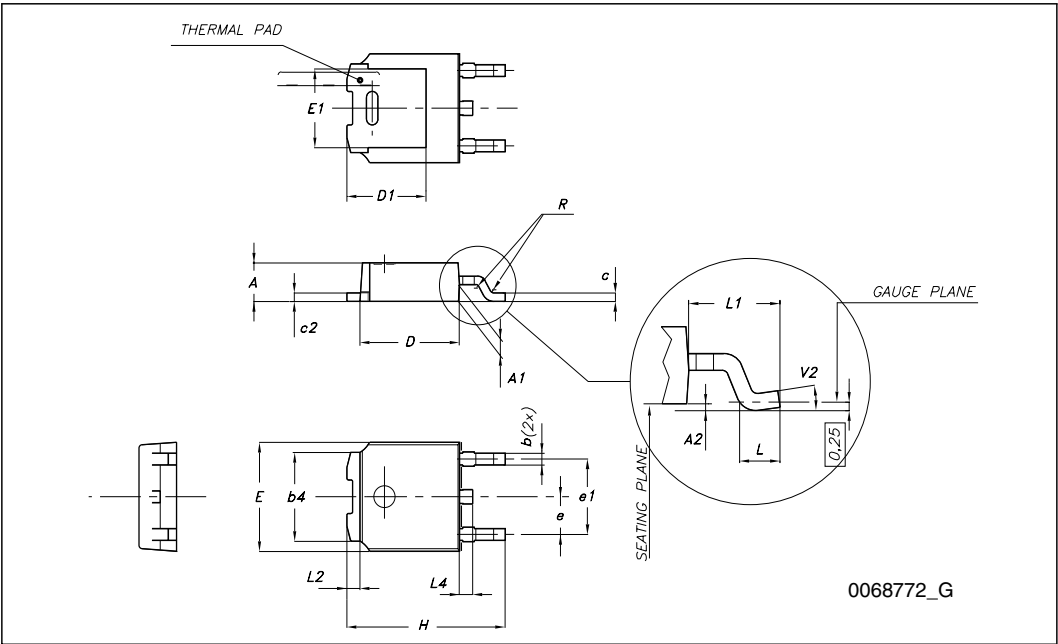 THERMAL PAD
E1
D1
R
A
c
c2
D
A1
L1
GAUGE PLANE
V2
A2
L
0,25
SEATING PLANE
b(2x)
E
b4
e
e1
L2
L4
H
0068772_G